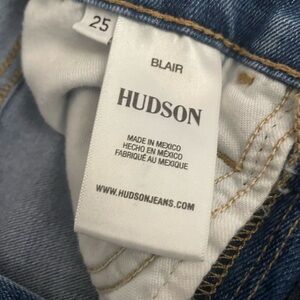 25
BLAIR
HUDSON
MADE IN MEXICO
HECHO EN MÉXICO
FABRIQUÉ AU MEXIQUE
WWW.HUDSONJEANS.COM